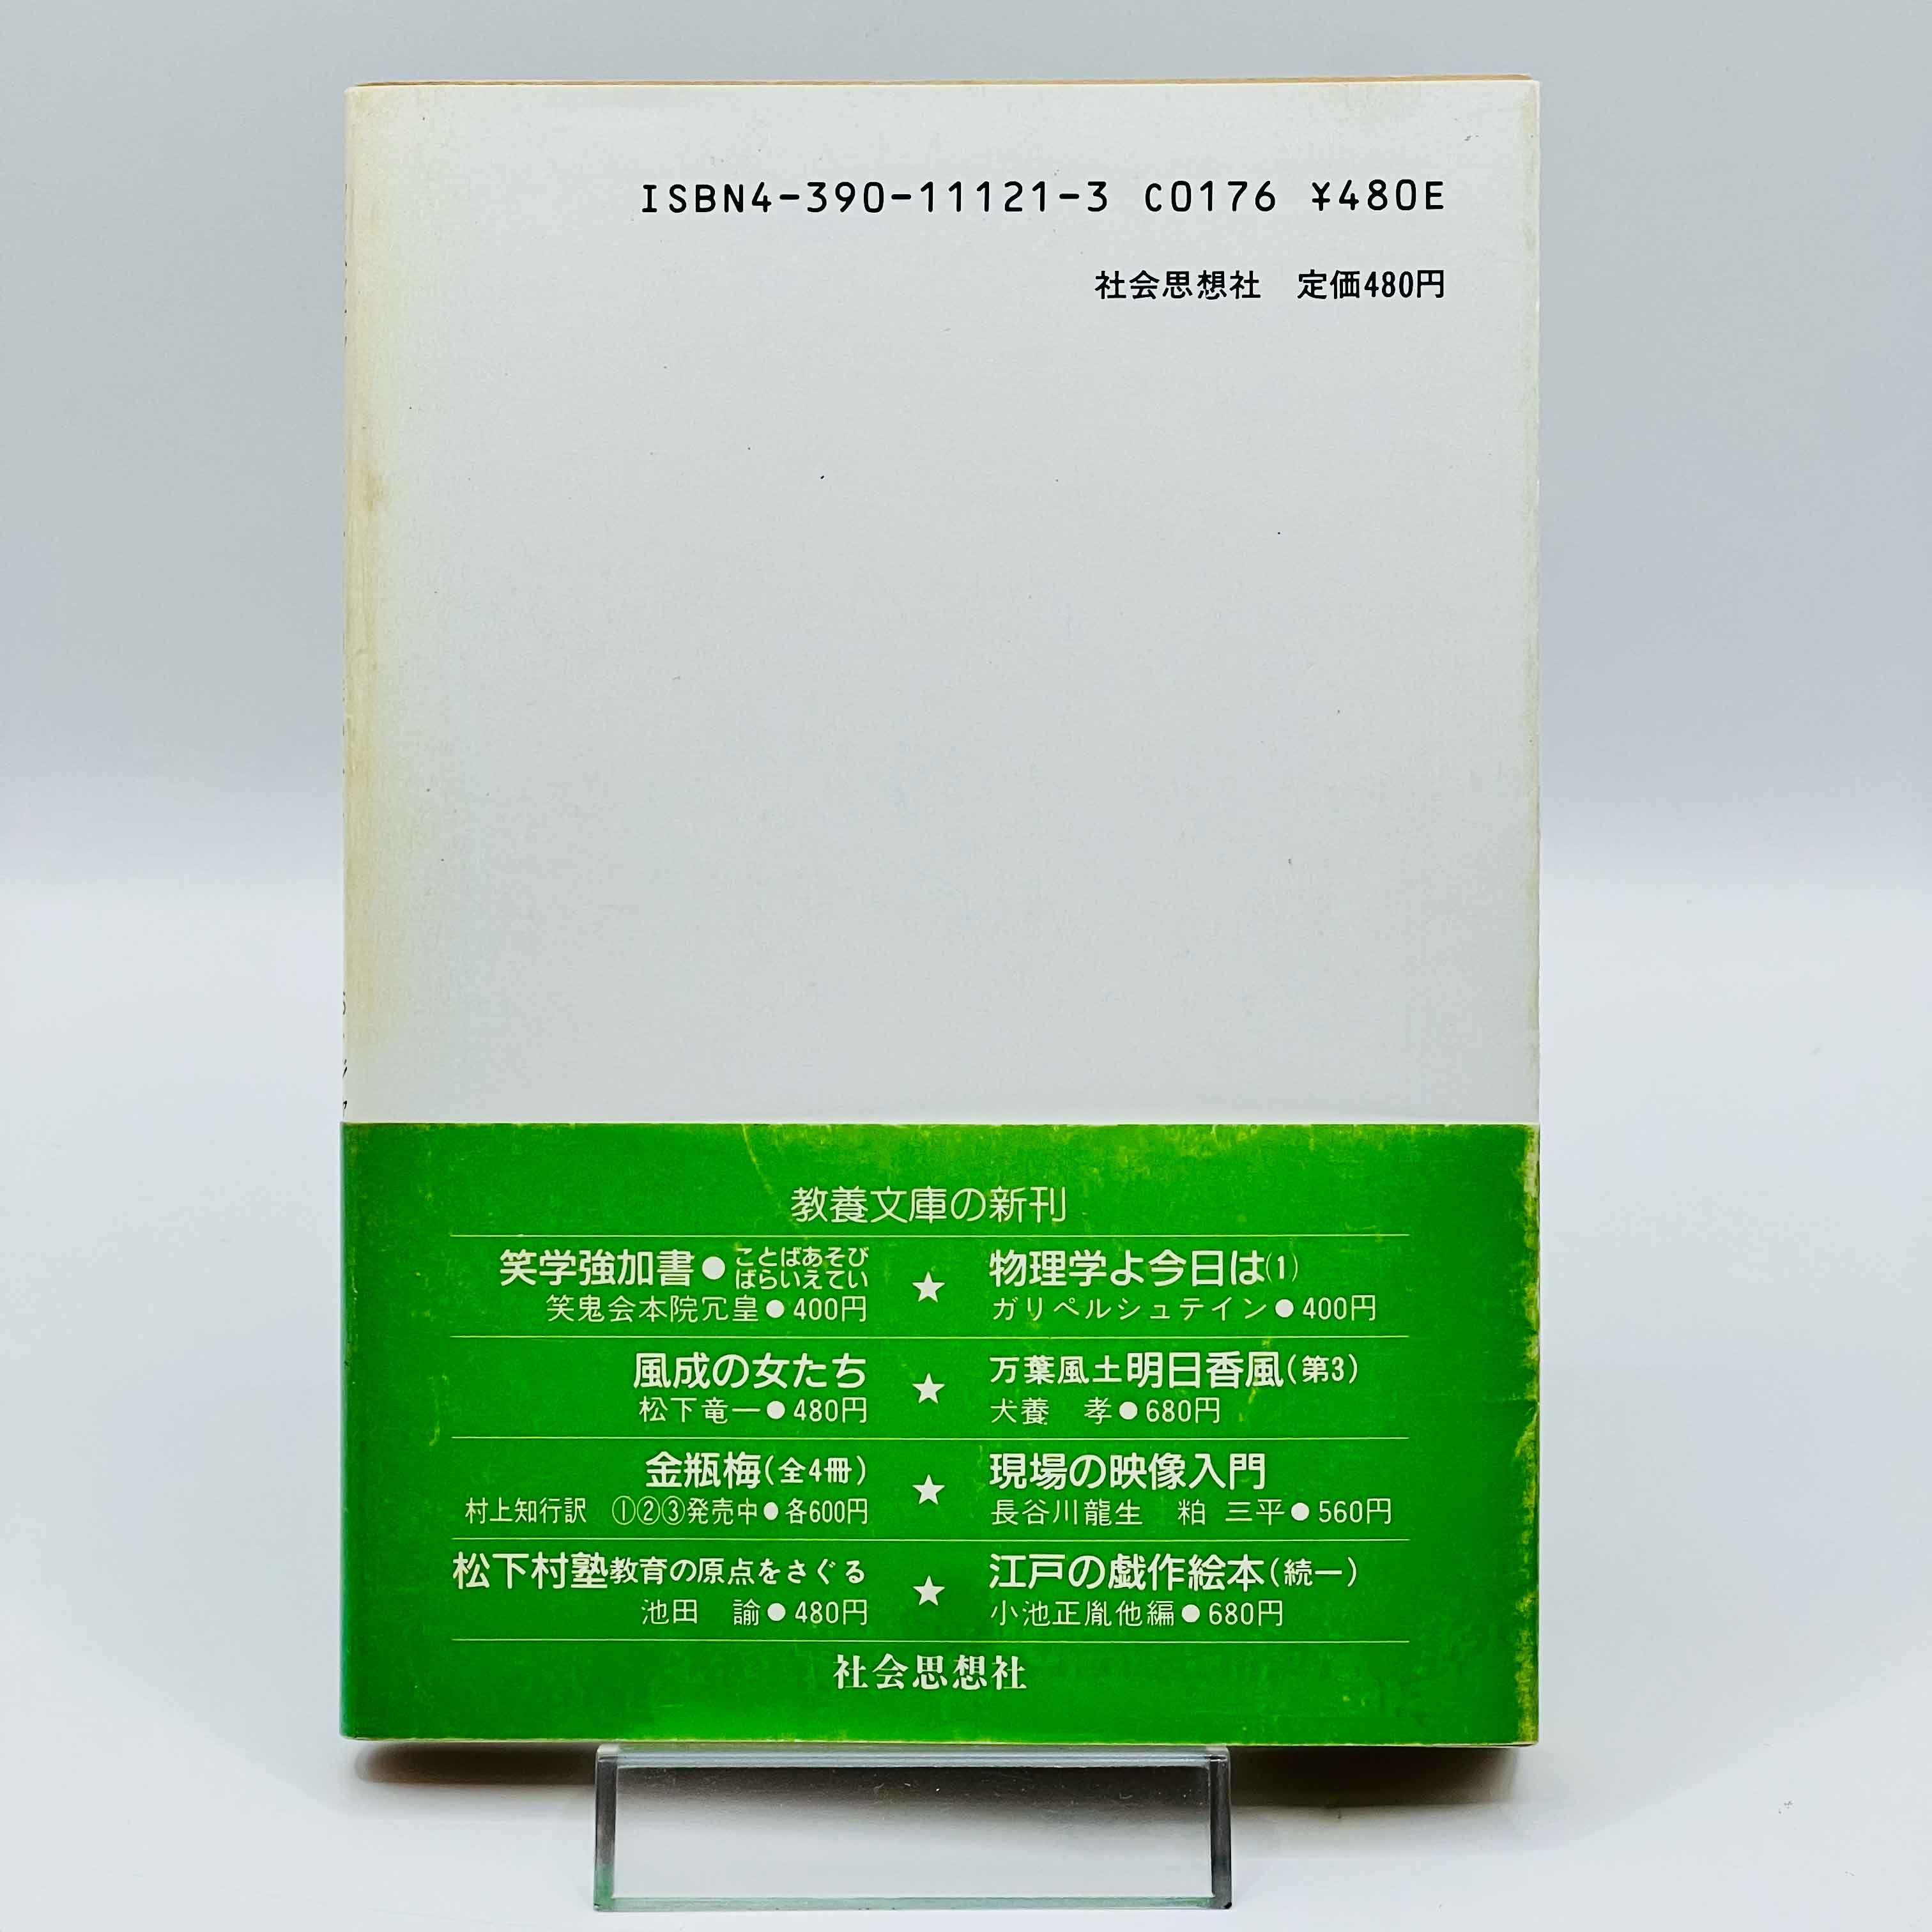 ISBN4-390-11121-3 C0176 ¥480E
社会思想社 定価480円
教養文庫の新刊
笑学強加書●ことばあそび
ばらいえてい
笑鬼会本院冗皇●400円
★
物理学よ今日は(1)
ガリペルシュテイン●400円
風成の女たち
松下竜一●480円
★
万葉風土明日香風(第3)
犬養 孝●680円
金瓶梅(全4冊)
村上知行訳 ①②③発売中●各600円
★
現場の映像入門
長谷川龍生 粕 三平●560円
松下村塾教育の原点をさぐる
池田 諭●480円
★
江戸の戯作絵本(続一)
小池正胤他編●680円
社会思想社